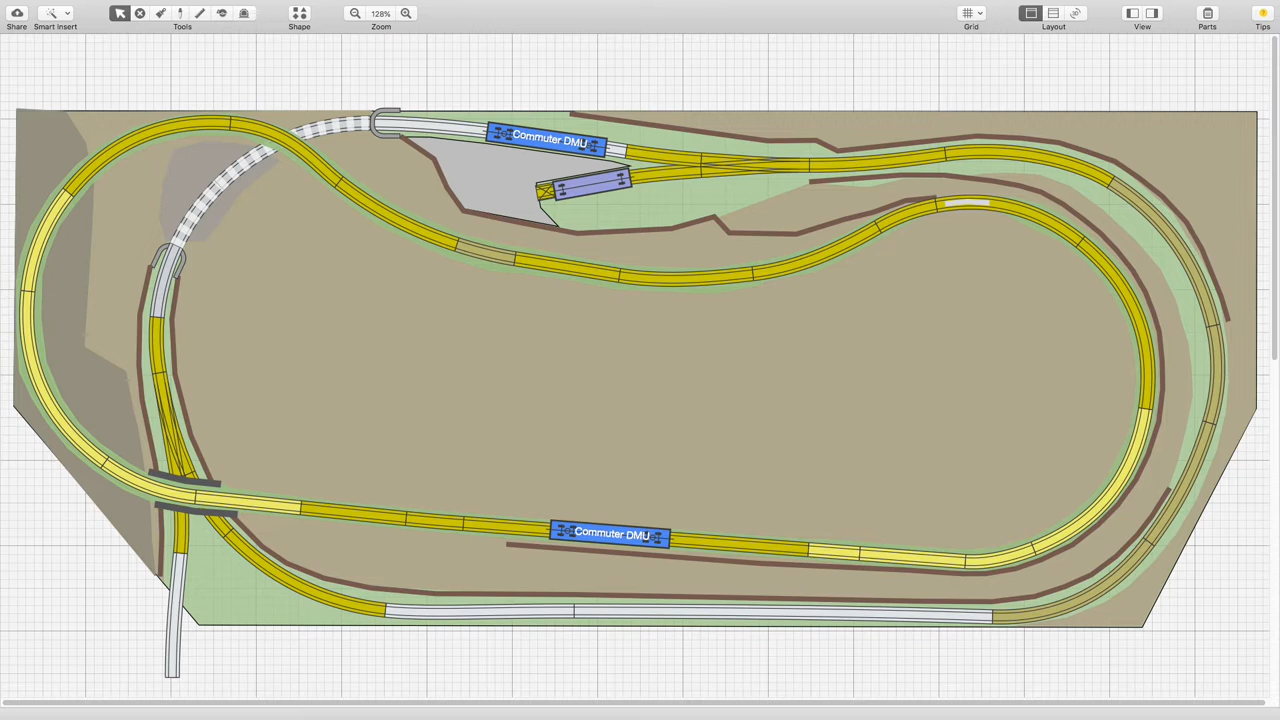 Share
Smart Insert
Tools
Shape
128%
Zoom
Grid
Layout
View
Parts
Tips
Commuter DMU
Commuter DMU